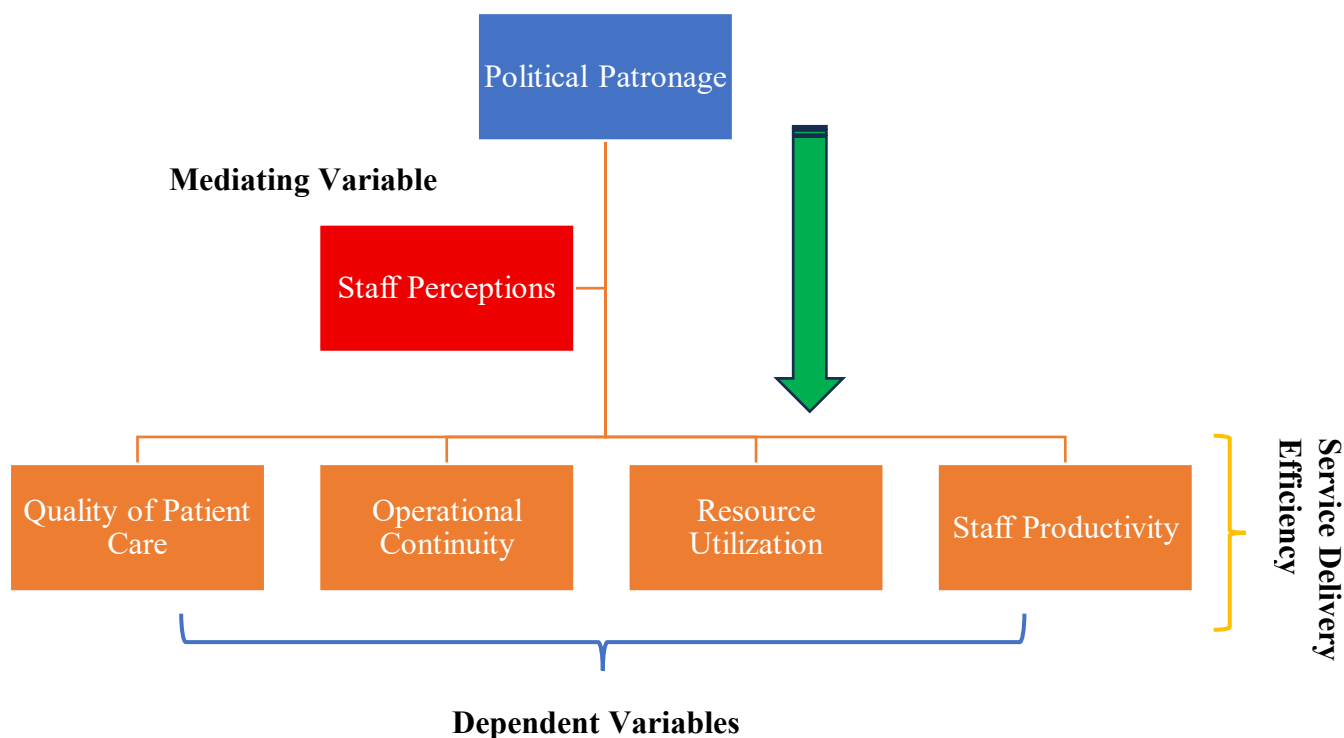 Political Patronage
Mediating Variable
Staff Perceptions
Quality of Patient
Care
Operational
Continuity
Resource
Utilization
Staff Productivity
Service Delivery
Efficiency
Dependent Variables